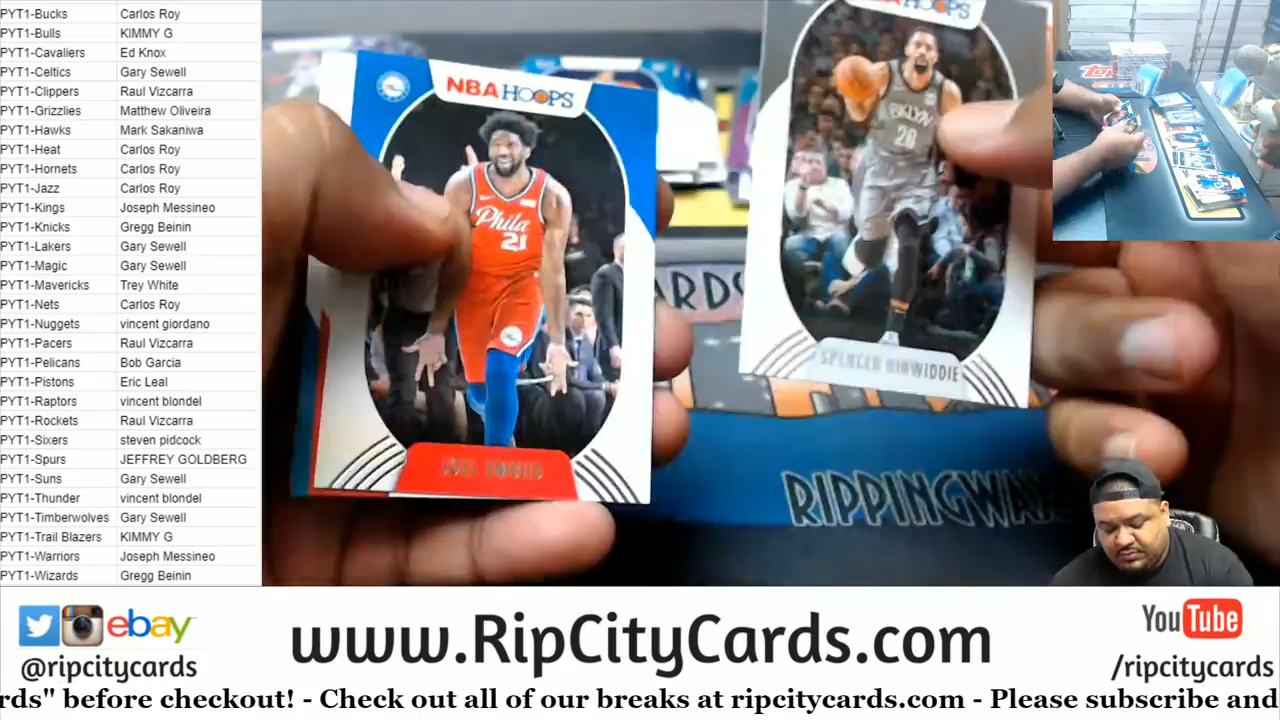 PYT1-Bucks Carlos Roy
PYT1-Bulls KIMMY G
PYT1-Cavaliers Ed Knox
PYT1-Celtics Gary Sewell
PYT1-Clippers Raul Vizcarra
PYT1-Grizzlies Matthew Oliveira
PYT1-Hawks Mark Sakaniwa
PYT1-Heat Carlos Roy
PYT1-Hornets Carlos Roy
PYT1-Jazz Carlos Roy
PYT1-Kings Joseph Messineo
PYT1-Knicks Gregg Beinin
PYT1-Lakers Gary Sewell
PYT1-Magic Gary Sewell
PYT1-Mavericks Trey White
PYT1-Nets Carlos Roy
PYT1-Nuggets vincent giordano
PYT1-Pacers Raul Vizcarra
PYT1-Pelicans Bob Garcia
PYT1-Pistons Eric Leal
PYT1-Raptors vincent blondel
PYT1-Rockets Raul Vizcarra
PYT1-Sixers steven pidcock
PYT1-Spurs JEFFREY GOLDBERG
PYT1-Suns Gary Sewell
PYT1-Thunder vincent blondel
PYT1-Timberwolves Gary Sewell
PYT1-Trail Blazers KIMMY G
PYT1-Warriors Joseph Messineo
PYT1-Wizards Gregg Beinin
NBA HOOPS
Phila
21
JOEL EMBIID
HOOPS
28
SPENCER DINWIDDIE
ARDS
RIPPINGWAX
Topps
ebay
@ripcitycards
www.RipCityCards.com
YouTube
/ripcitycards
rds" before checkout! - Check out all of our breaks at ripcitycards.com - Please subscribe and